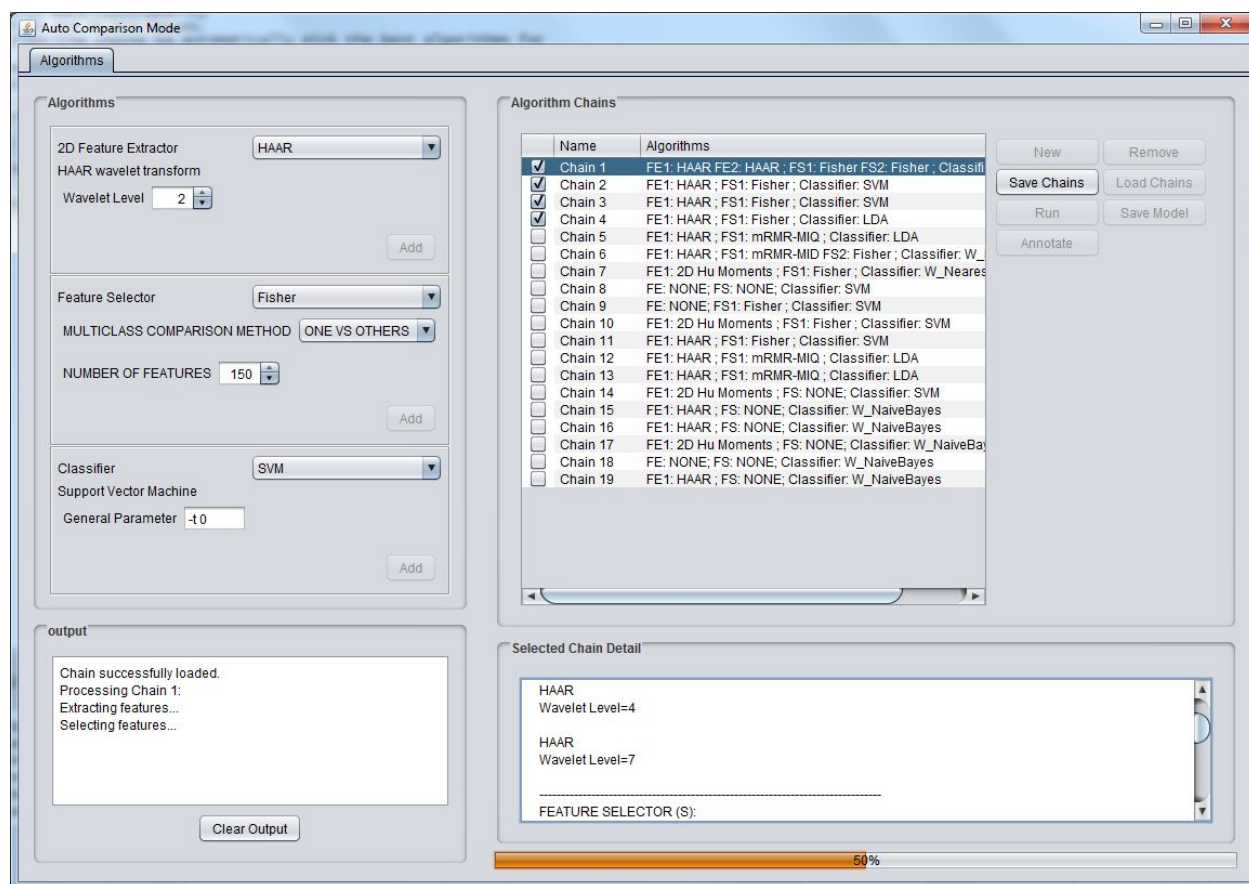 Auto Comparison Mode
Algorithms
Algorithms
2D Feature Extractor HAAR
HAAR wavelet transform
Wavelet Level 2
Add
Feature Selector Fisher
MULTICLASS COMPARISON METHOD ONE VS OTHERS
NUMBER OF FEATURES 150
Add
Classifier SVM
Support Vector Machine
General Parameter -t 0
Add
output
Chain successfully loaded.
Processing Chain 1:
Extracting features...
Selecting features...
Clear Output
Algorithm Chains
Name Algorithms
Chain 1 FE1: HAAR FE2: HAAR ; FS1: Fisher FS2: Fisher ; Classifi
Chain 2 FE1: HAAR ; FS1: Fisher ; Classifier: SVM
Chain 3 FE1: HAAR ; FS1: Fisher ; Classifier: SVM
Chain 4 FE1: HAAR ; FS1: Fisher ; Classifier: LDA
Chain 5 FE1: HAAR ; FS1: mRMR-MIQ ; Classifier: LDA
Chain 6 FE1: HAAR ; FS1: mRMR-MID FS2: Fisher ; Classifier: W_
Chain 7 FE1: 2D Hu Moments ; FS1: Fisher ; Classifier: W_Neares
Chain 8 FE: NONE; FS: NONE; Classifier: SVM
Chain 9 FE: NONE; FS1: Fisher ; Classifier: SVM
Chain 10 FE1: 2D Hu Moments ; FS1: Fisher ; Classifier: SVM
Chain 11 FE1: HAAR ; FS1: Fisher ; Classifier: SVM
Chain 12 FE1: HAAR ; FS1: mRMR-MIQ ; Classifier: LDA
Chain 13 FE1: HAAR ; FS1: mRMR-MIQ ; Classifier: LDA
Chain 14 FE1: 2D Hu Moments ; FS: NONE; Classifier: SVM
Chain 15 FE1: HAAR ; FS: NONE; Classifier: W_NaiveBayes
Chain 16 FE1: HAAR ; FS: NONE; Classifier: W_NaiveBayes
Chain 17 FE1: 2D Hu Moments ; FS: NONE; Classifier: W_NaiveBay
Chain 18 FE: NONE; FS: NONE; Classifier: W_NaiveBayes
Chain 19 FE1: HAAR ; FS: NONE; Classifier: W_NaiveBayes
New Remove
Save Chains Load Chains
Run Save Model
Annotate
Selected Chain Detail
HAAR
Wavelet Level=4
HAAR
Wavelet Level=7
--------------------------------------------------------------------------------
FEATURE SELECTOR (S):
50%